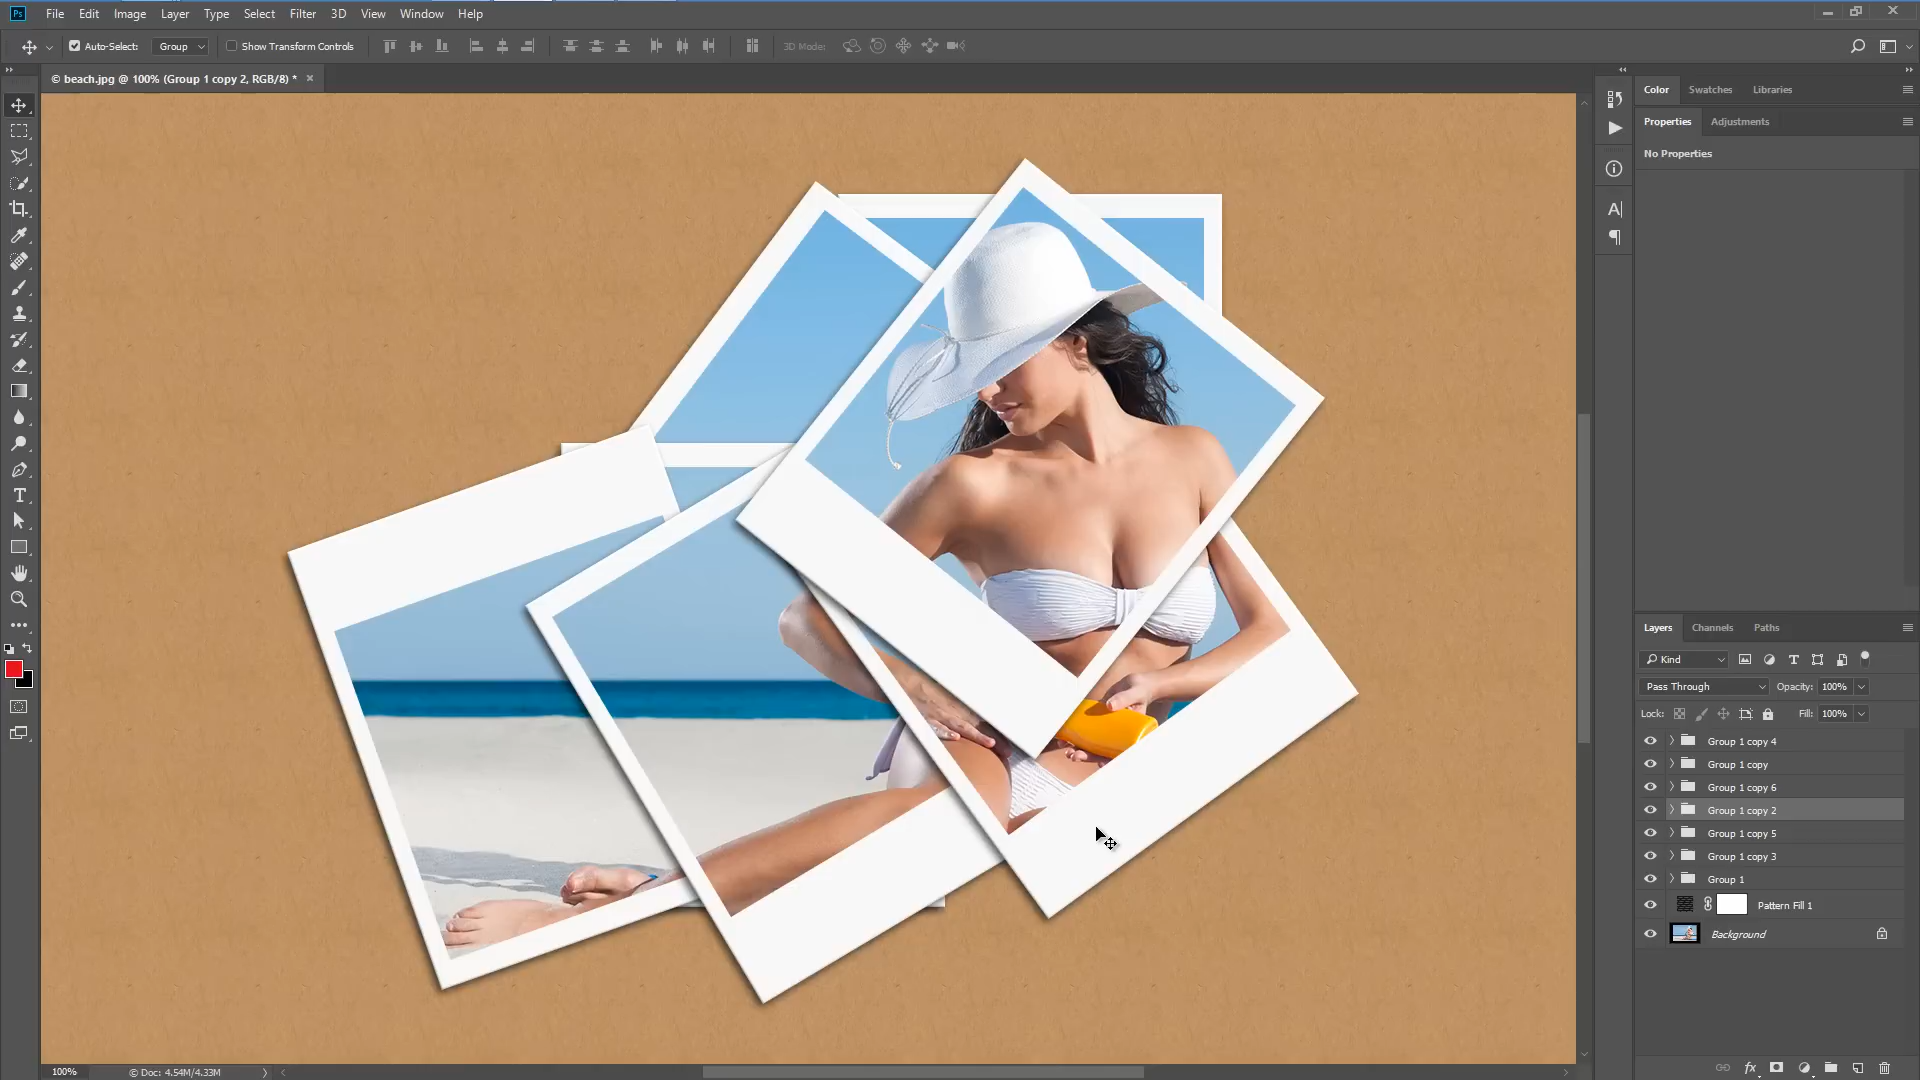 Ps File Edit Image Layer Type Select Filter 3D View Window Help
Auto-Select: Group Show Transform Controls 3D Mode:
© beach.jpg @ 100% (Group 1 copy 2, RGB/8) * ×
Color Swatches Libraries
Properties Adjustments
No Properties
Layers Channels Paths
Kind
Pass Through Opacity: 100%
Lock: Fill: 100%
Group 1 copy 4
Group 1 copy
Group 1 copy 6
Group 1 copy 2
Group 1 copy 5
Group 1 copy 3
Group 1
Pattern Fill 1
Background
100% © Doc: 4.54M/4.33M